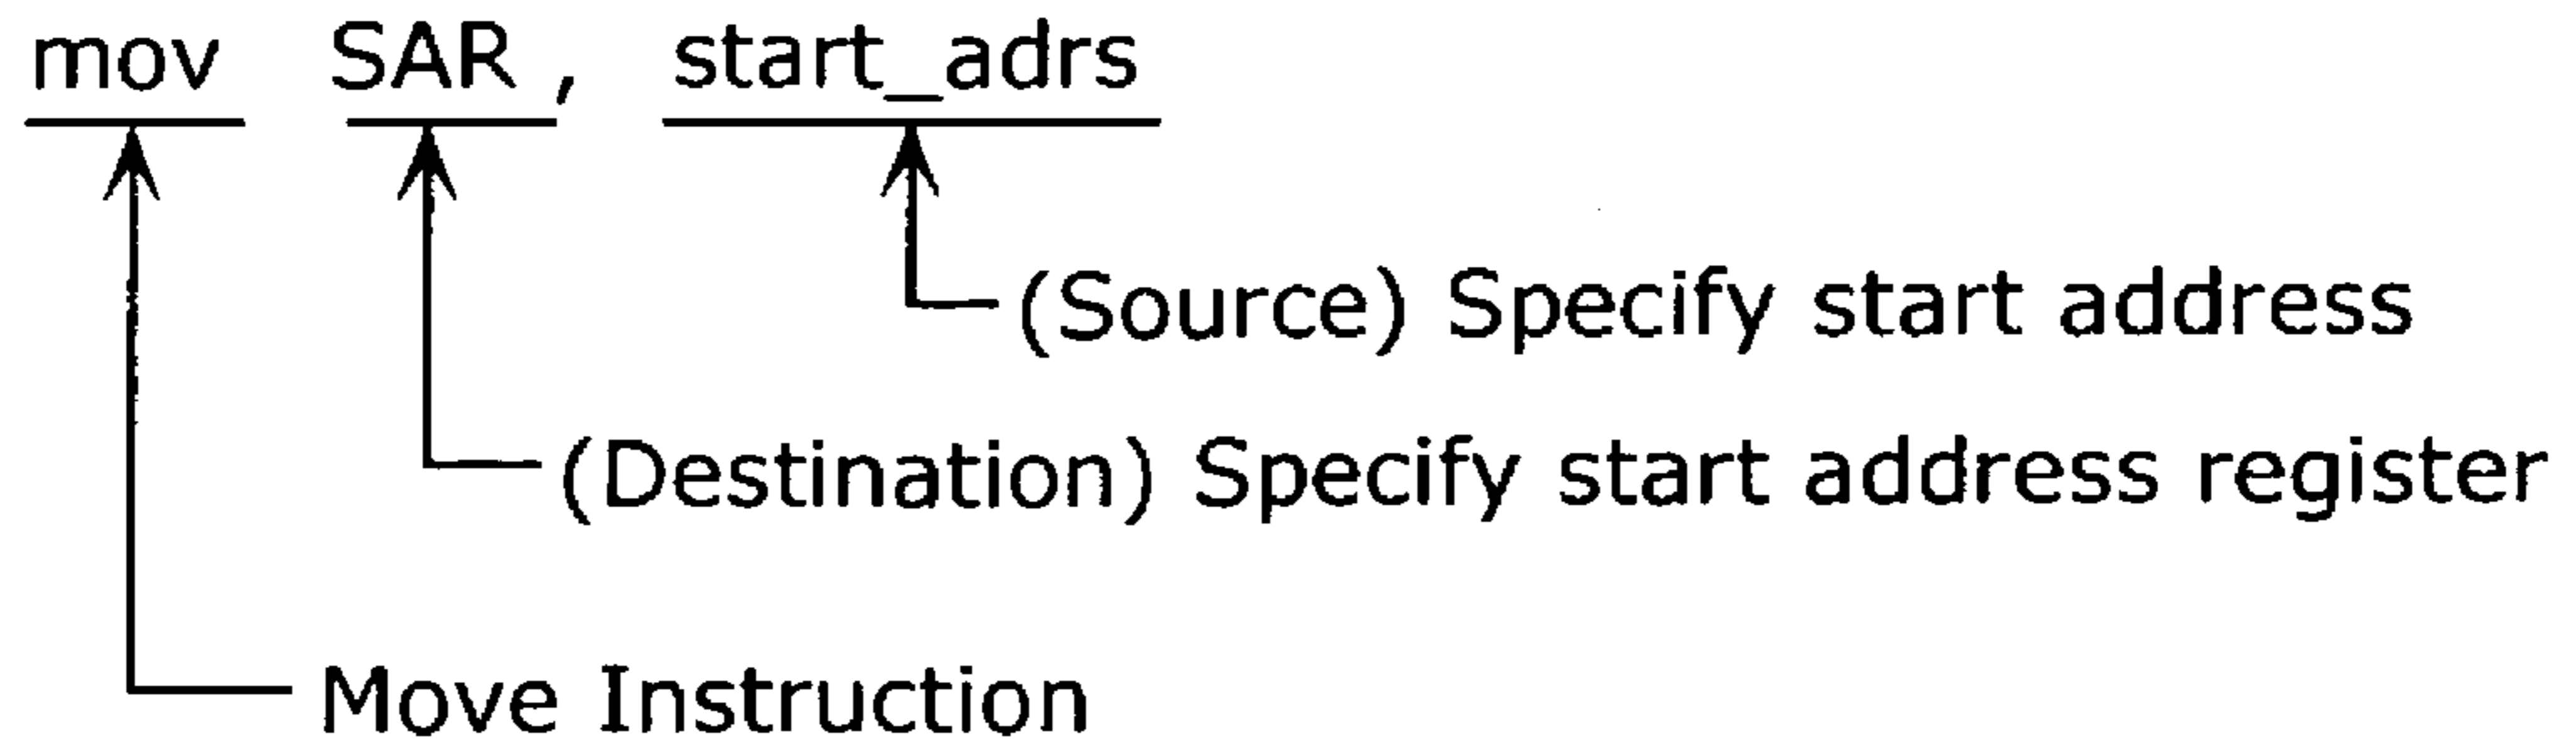 mov SAR , start_adrs
(Source) Specify start address
(Destination) Specify start address register
Move Instruction